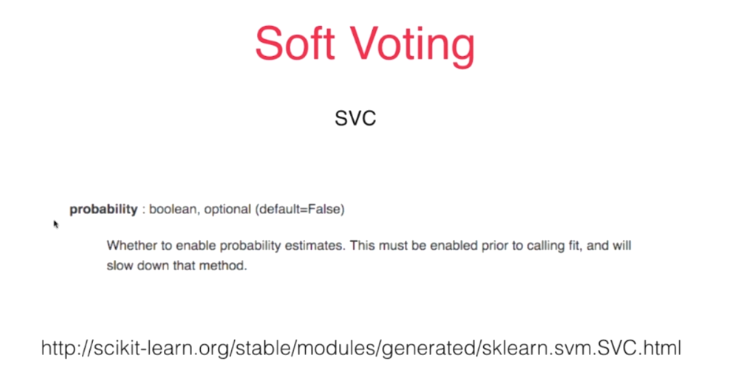 Soft Voting
SVC
probability : boolean, optional (default=False)
Whether to enable probability estimates. This must be enabled prior to calling fit, and will
slow down that method.
http://scikit-learn.org/stable/modules/generated/sklearn.svm.SVC.html